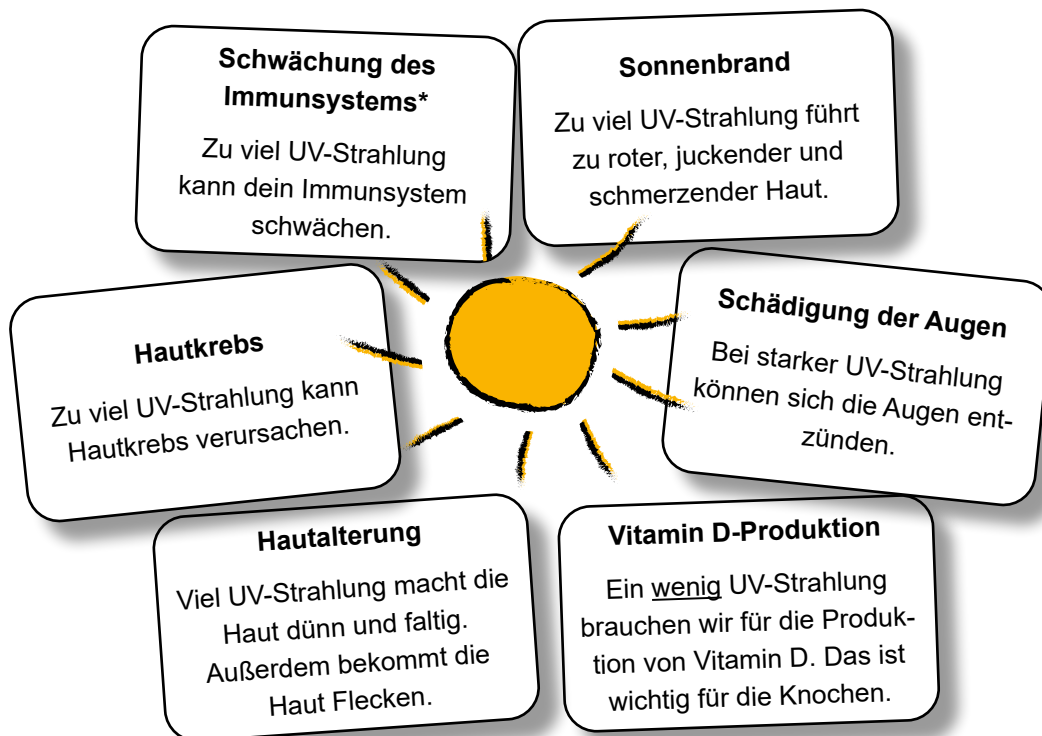 Schwächung des
Immunsystems*
Zu viel UV-Strahlung
kann dein Immunsystem
schwächen.
Sonnenbrand
Zu viel UV-Strahlung führt
zu roter, juckender und
schmerzender Haut.
Hautkrebs
Zu viel UV-Strahlung kann
Hautkrebs verursachen.
Schädigung der Augen
Bei starker UV-Strahlung
können sich die Augen ent-
zünden.
Hautalterung
Viel UV-Strahlung macht die
Haut dünn und faltig.
Außerdem bekommt die
Haut Flecken.
Vitamin D-Produktion
Ein wenig UV-Strahlung
brauchen wir für die Produk-
tion von Vitamin D. Das ist
wichtig für die Knochen.